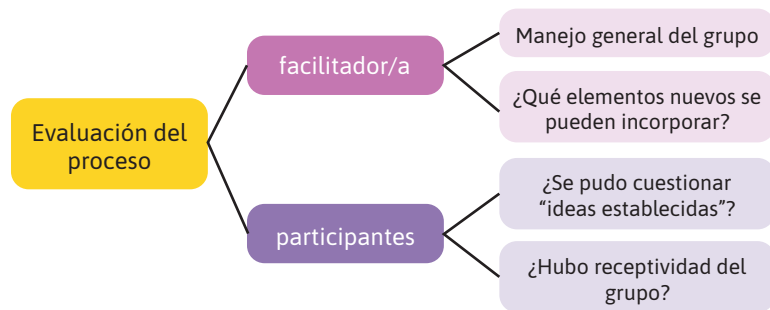 Evaluación del
proceso
facilitador/a
Manejo general del grupo
¿Qué elementos nuevos se
pueden incorporar?
participantes
¿Se pudo cuestionar
“ideas establecidas”?
¿Hubo receptividad del
grupo?